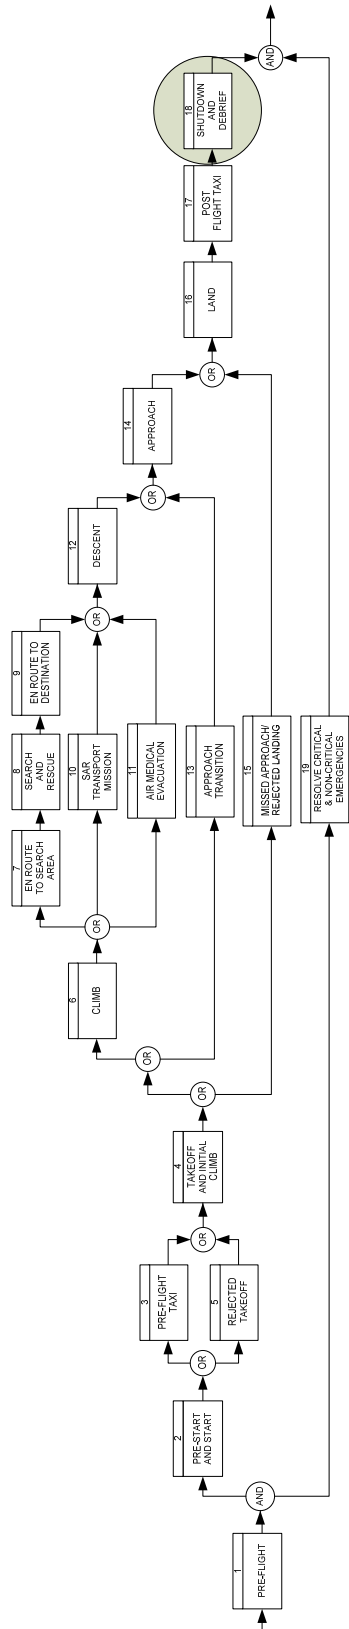 1
PRE-FLIGHT
AND
2
PRE-START
AND START
OR
3
PRE-FLIGHT
TAXI
5
REJECTED
TAKEOFF
OR
4
TAKEOFF
AND INITIAL
CLIMB
OR
OR
6
CLIMB
OR
7
EN ROUTE
TO SEARCH
AREA
8
SEARCH
AND
RESCUE
9
EN ROUTE TO
DESTINATION
10
SAR
TRANSPORT
MISSION
11
AIR MEDICAL
EVACUATION
OR
12
DESCENT
13
APPROACH
TRANSITION
OR
14
APPROACH
15
MISSED APPROACH/
REJECTED LANDING
OR
16
LAND
17
POST
FLIGHT TAXI
18
SHUTDOWN
AND
DEBRIEF
19
RESOLVE CRITICAL
& NON-CRITICAL
EMERGENCIES
AND